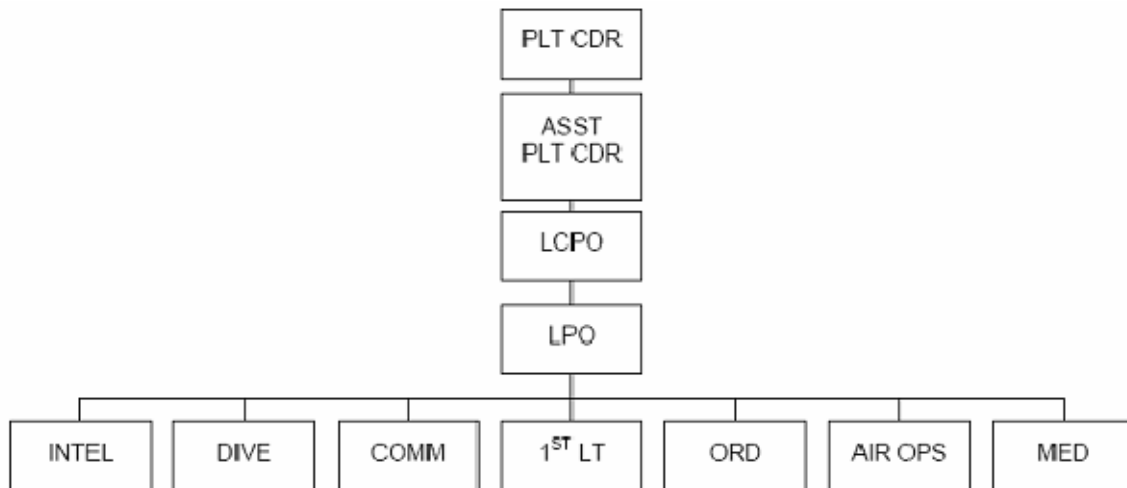 PLT CDR
ASST
PLT CDR
LCPO
LPO
INTEL
DIVE
COMM
1ST LT
ORD
AIR OPS
MED